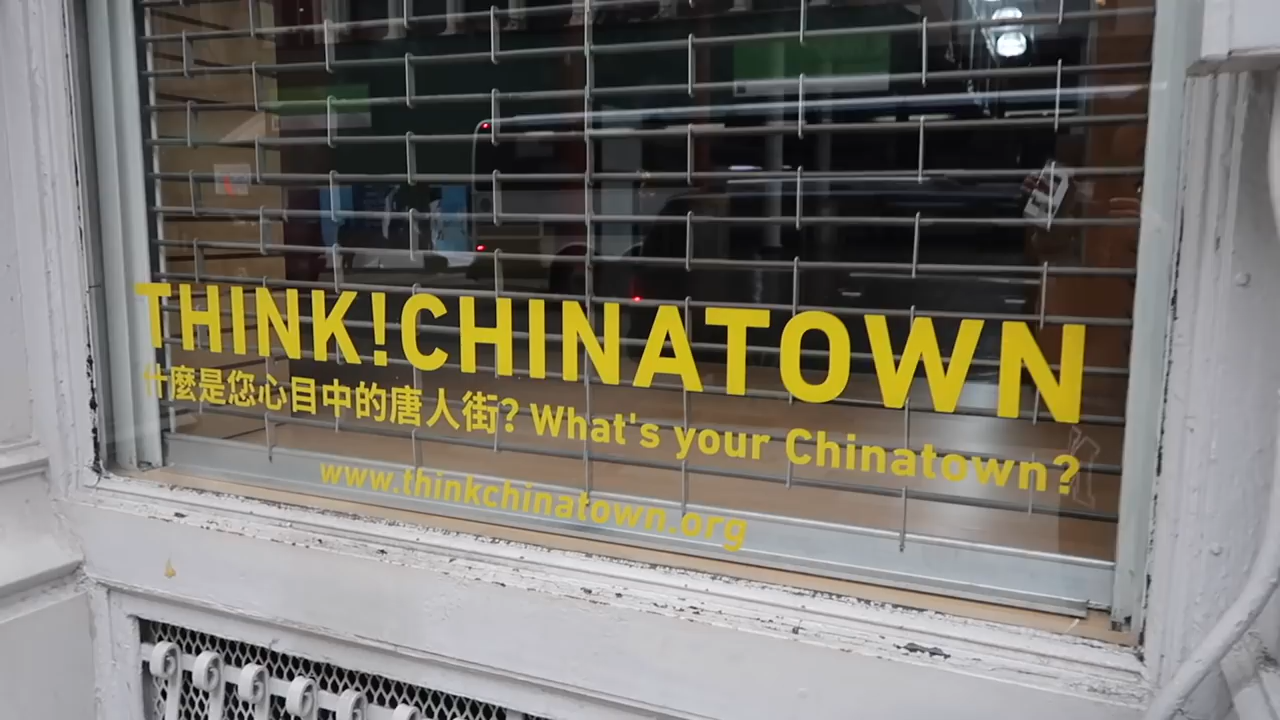 THINK!CHINATOWN
什麼是您心目中的唐人街? What's your Chinatown?
www.thinkchinatown.org